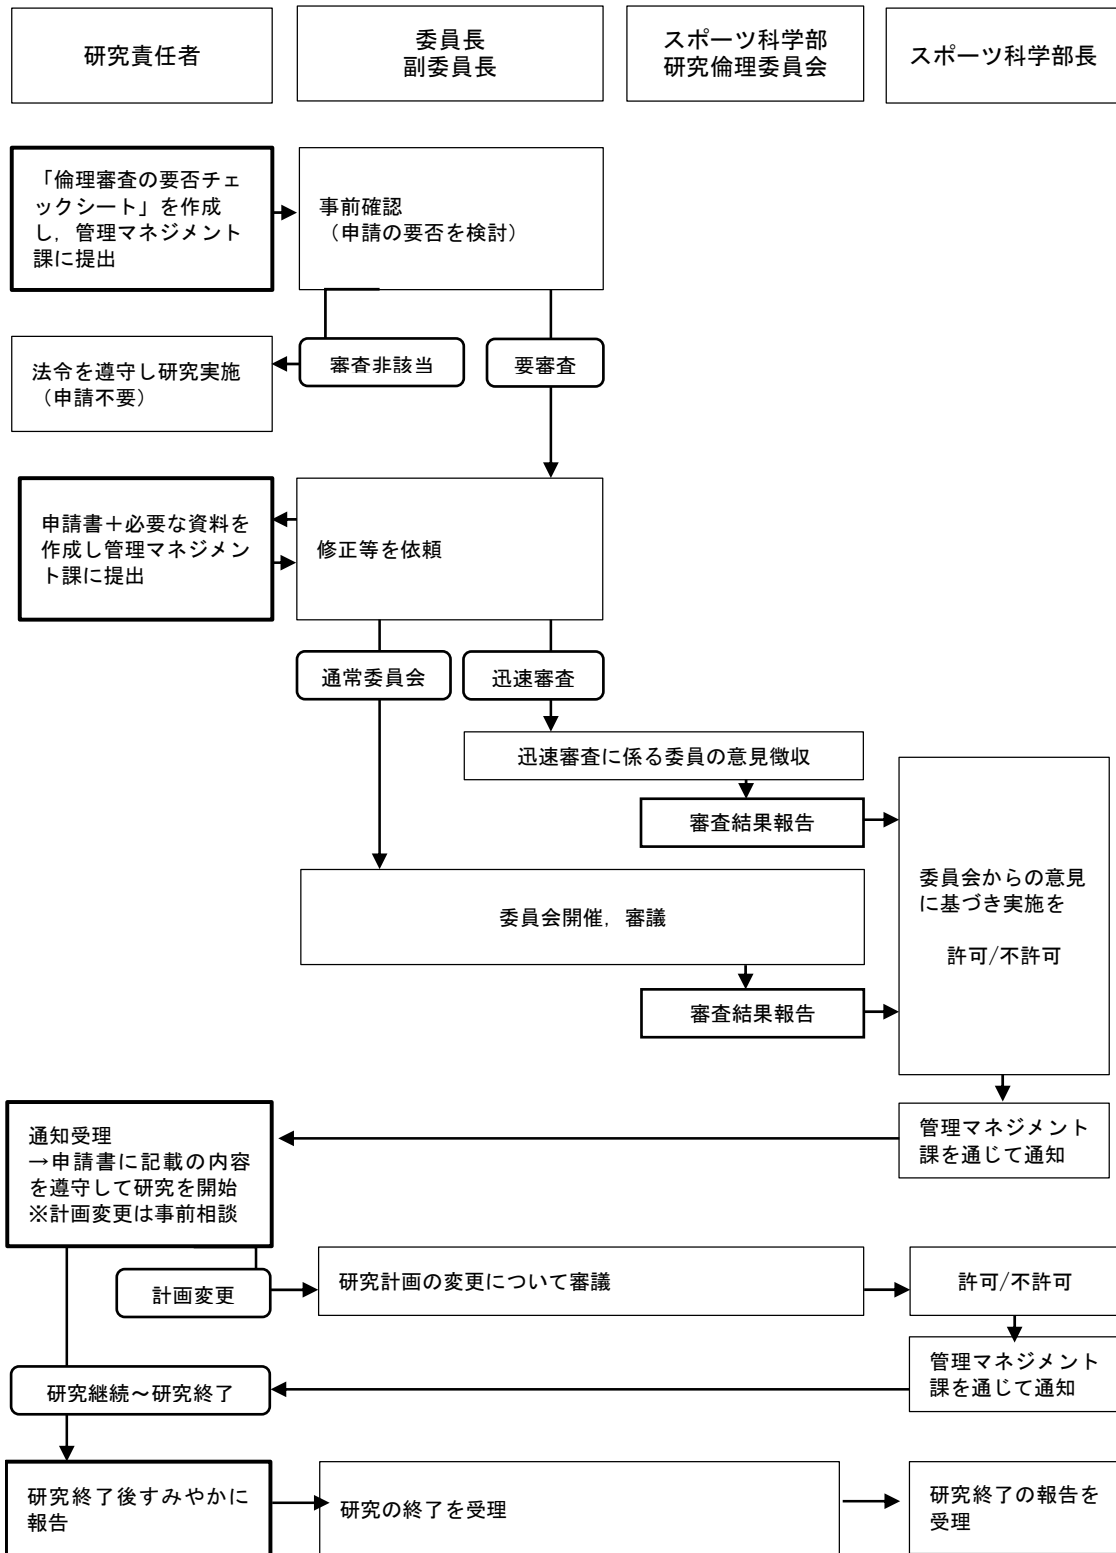 研究責任者
委員長
副委員長
スポーツ科学部
研究倫理委員会
スポーツ科学部長
「倫理審査の要否チェ
ックシート」を作成
し，管理マネジメント
課に提出
事前確認
（申請の要否を検討）
審査非該当
要審査
法令を遵守し研究実施
（申請不要）
申請書＋必要な資料を
作成し管理マネジメン
ト課に提出
修正等を依頼
通常委員会
迅速審査
迅速審査に係る委員の意見徴収
審査結果報告
委員会開催，審議
審査結果報告
委員会からの意見
に基づき実施を
許可/不許可
管理マネジメント
課を通じて通知
通知受理
→申請書に記載の内容
を遵守して研究を開始
※計画変更は事前相談
計画変更
研究計画の変更について審議
許可/不許可
管理マネジメント
課を通じて通知
研究継続～研究終了
研究終了後すみやかに
報告
研究の終了を受理
研究終了の報告を
受理